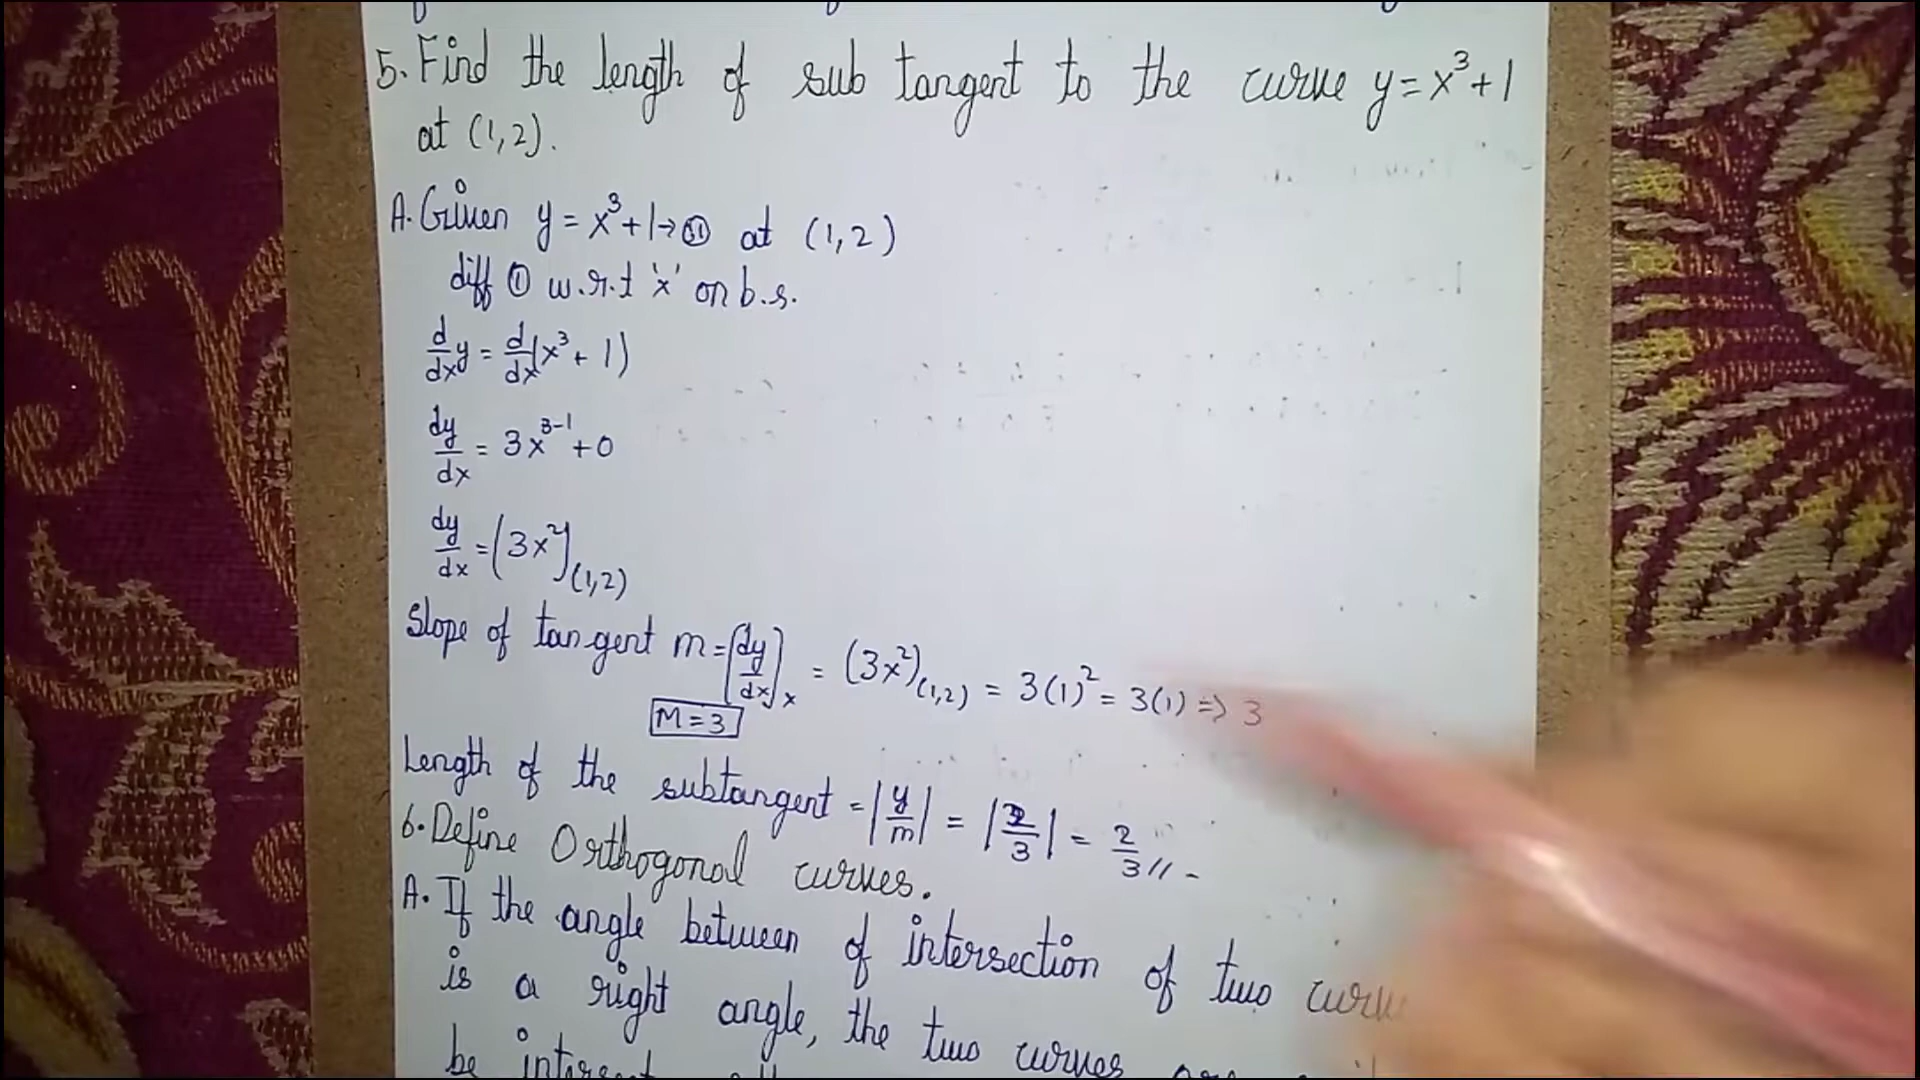 5. Find the length of sub tangent to the curve y = x³ + 1
at (1,2).
A. Given y = x³ + 1 → ① at (1,2)
diff ① w.r.t 'x' on b.s.
d/dx y = d/dx (x³ + 1)
dy/dx = 3x³⁻¹ + 0
dy/dx = (3x²)(1,2)
Slope of tangent m = (dy/dx)x = (3x²)(1,2) = 3(1)² = 3(1) ⇒ 3
M = 3
Length of the subtangent = |y/m| = |2/3| = 2/3 //-
6. Define Orthogonal curves.
A. If the angle between of intersection of two
is a right angle, the two curves
be